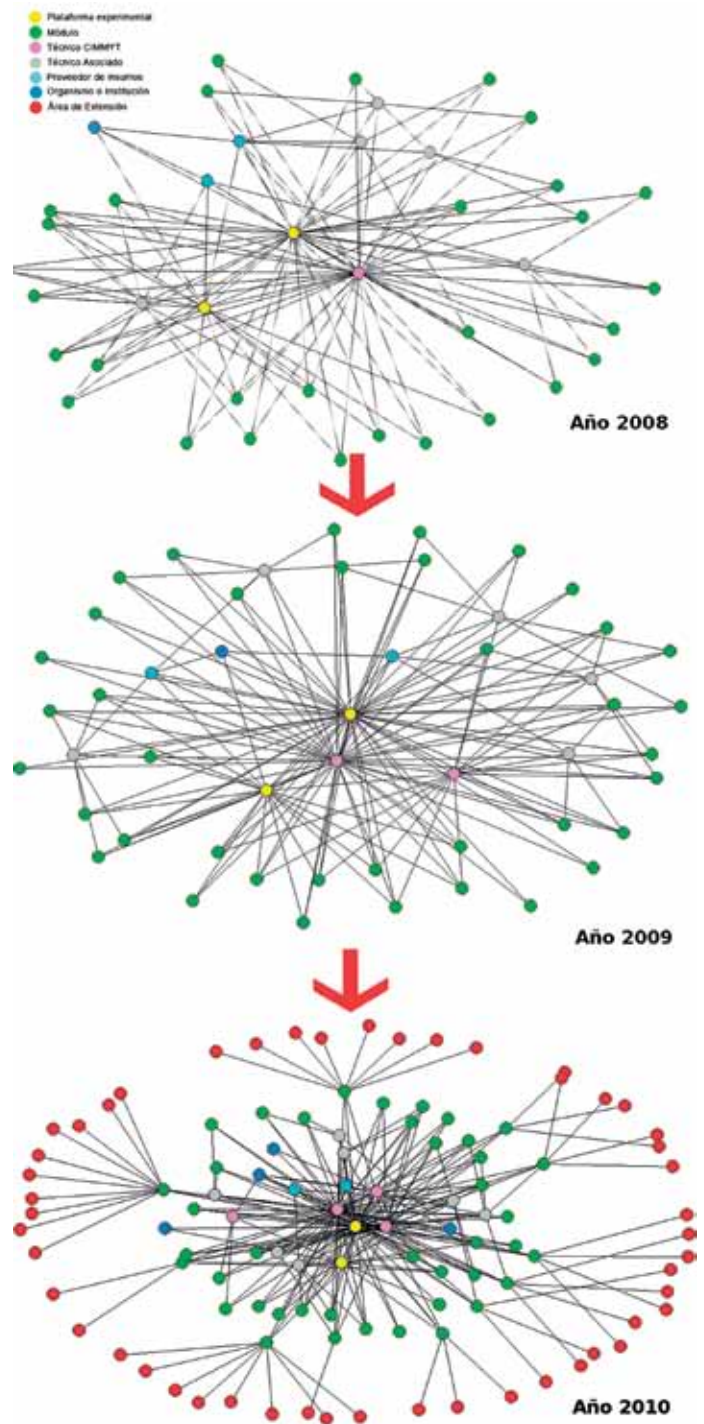 Plataforma experimental
Módulo
Técnico CIMMYT
Técnico Asociado
Proveedor de insumos
Organismo o Institución
Área de Extensión
Año 2008
Año 2009
Año 2010